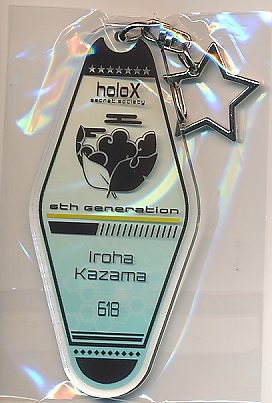 holoX
secret society
6th Generation
Iroha
Kazama
618